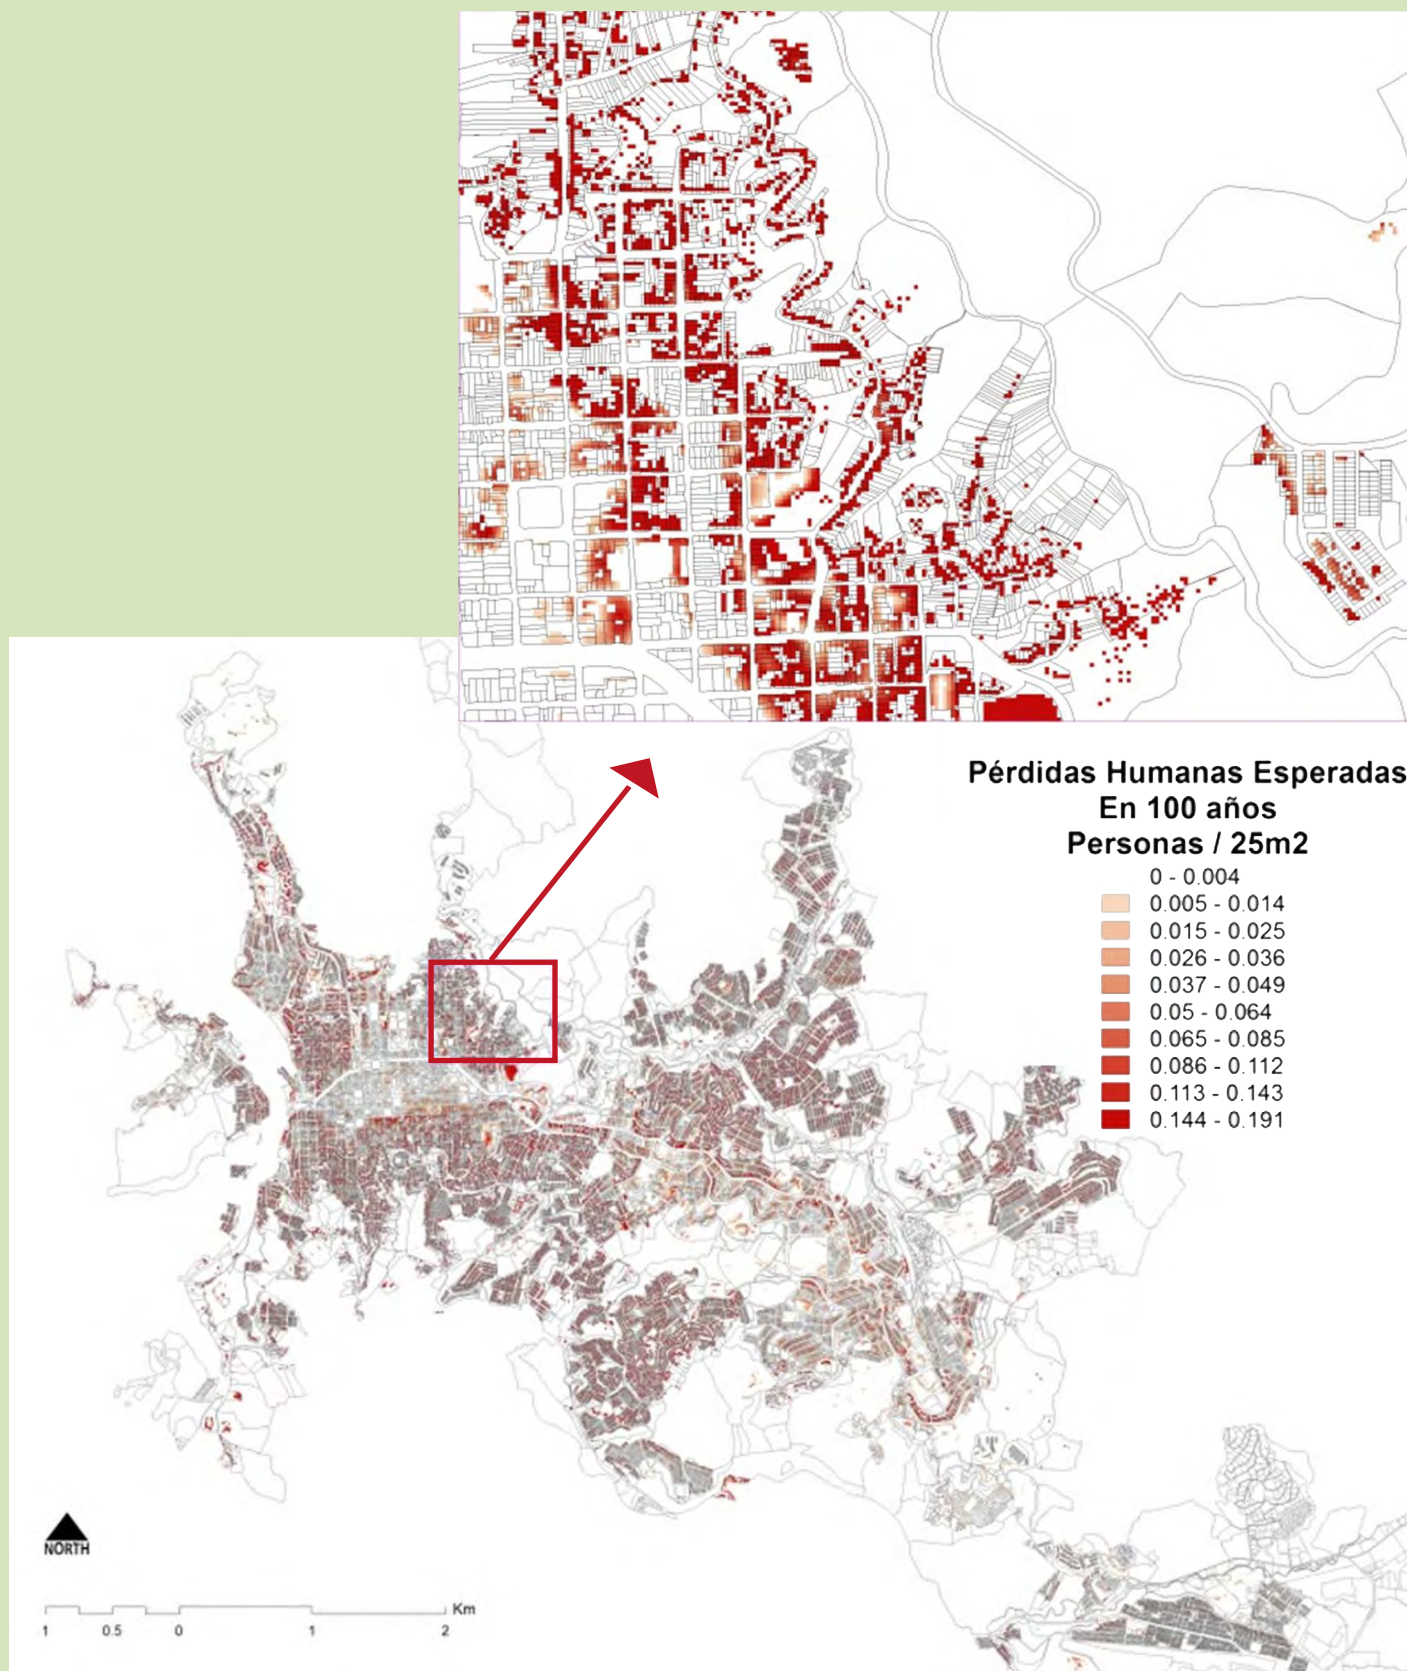 Pérdidas Humanas Esperadas
En 100 años
Personas / 25m2
0 - 0.004
0.005 - 0.014
0.015 - 0.025
0.026 - 0.036
0.037 - 0.049
0.05 - 0.064
0.065 - 0.085
0.086 - 0.112
0.113 - 0.143
0.144 - 0.191
NORTH
Km
1 0.5 0 1 2